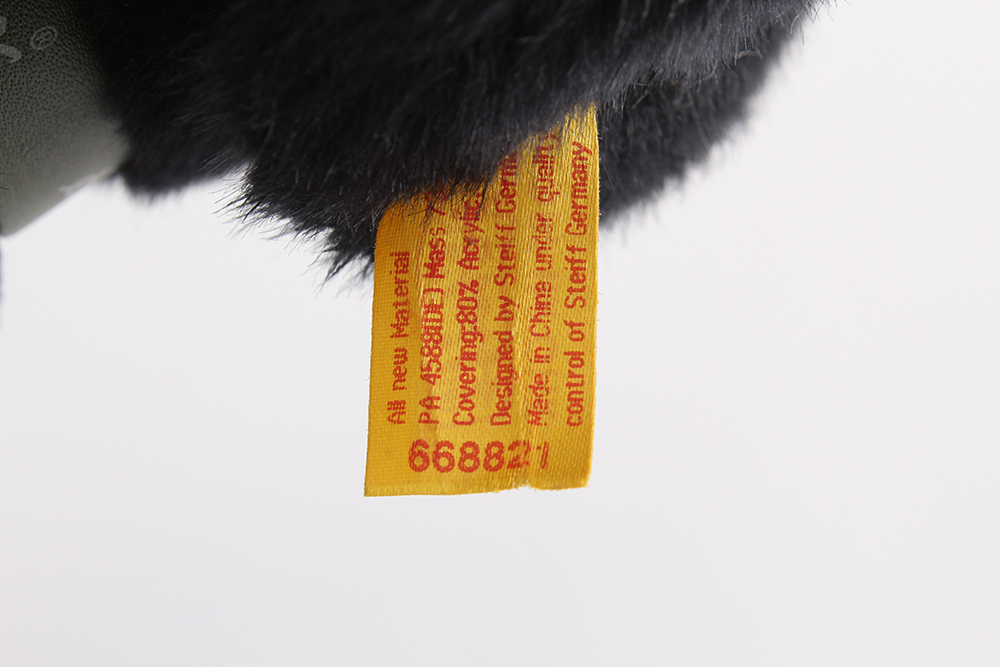 All new Material
PA 4588(DE) Mass
Covering:80% Acrylic,
Designed by Steiff Germ
Made in China under quality
control of Steiff Germany
668821
®